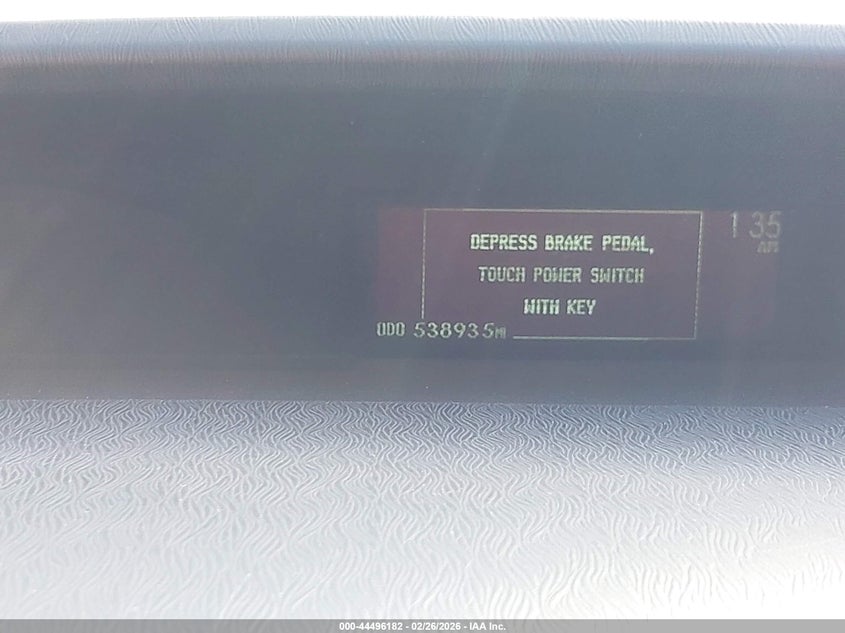 1 35
AM
DEPRESS BRAKE PEDAL,
TOUCH POWER SWITCH
WITH KEY
ODO 538935MI
000-44496182 - 02/26/2026 - IAA Inc.